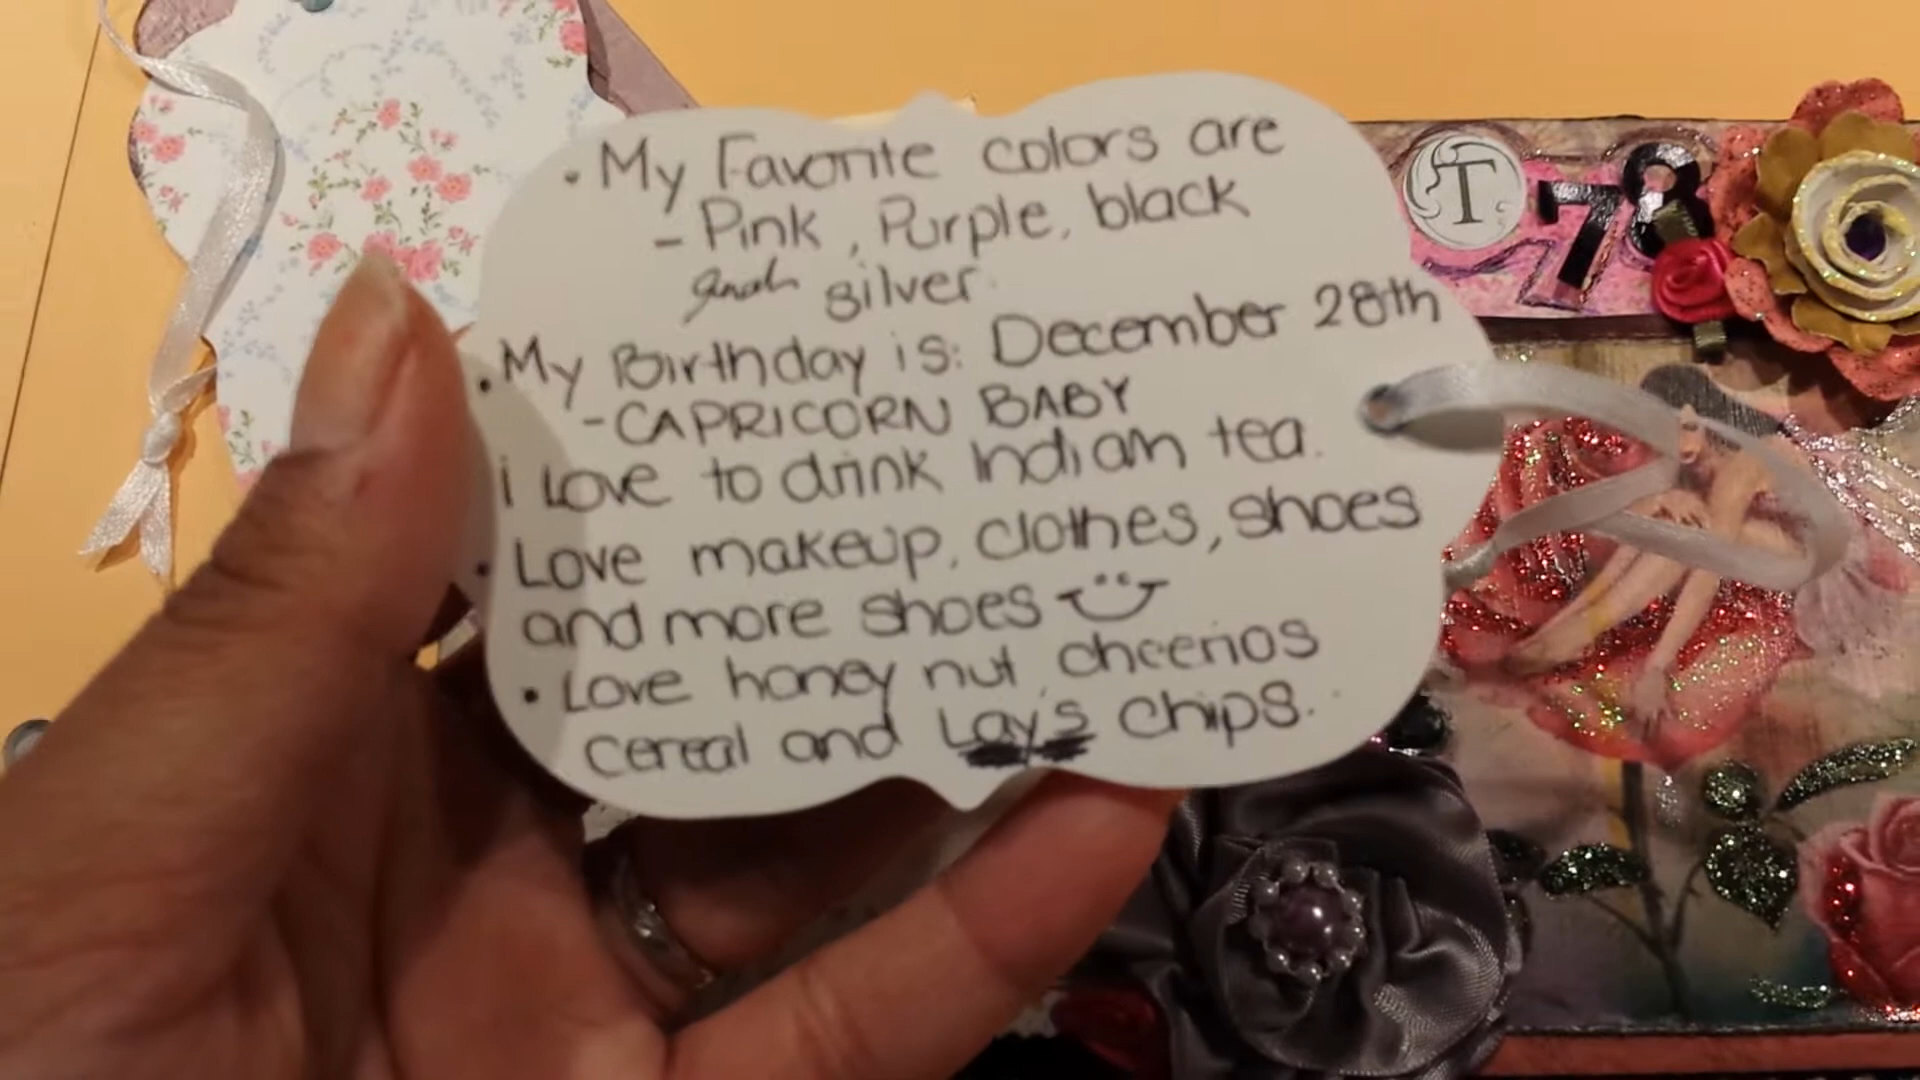 • My Favorite colors are
- Pink, Purple, black
and silver.
• My Birthday is: December 28th
- CAPRICORN BABY
i Love to drink Indian tea.
• Love makeup, clothes, shoes
and more shoes
• Love honey nut cheerios
cereal and Lay's chips.
T
78